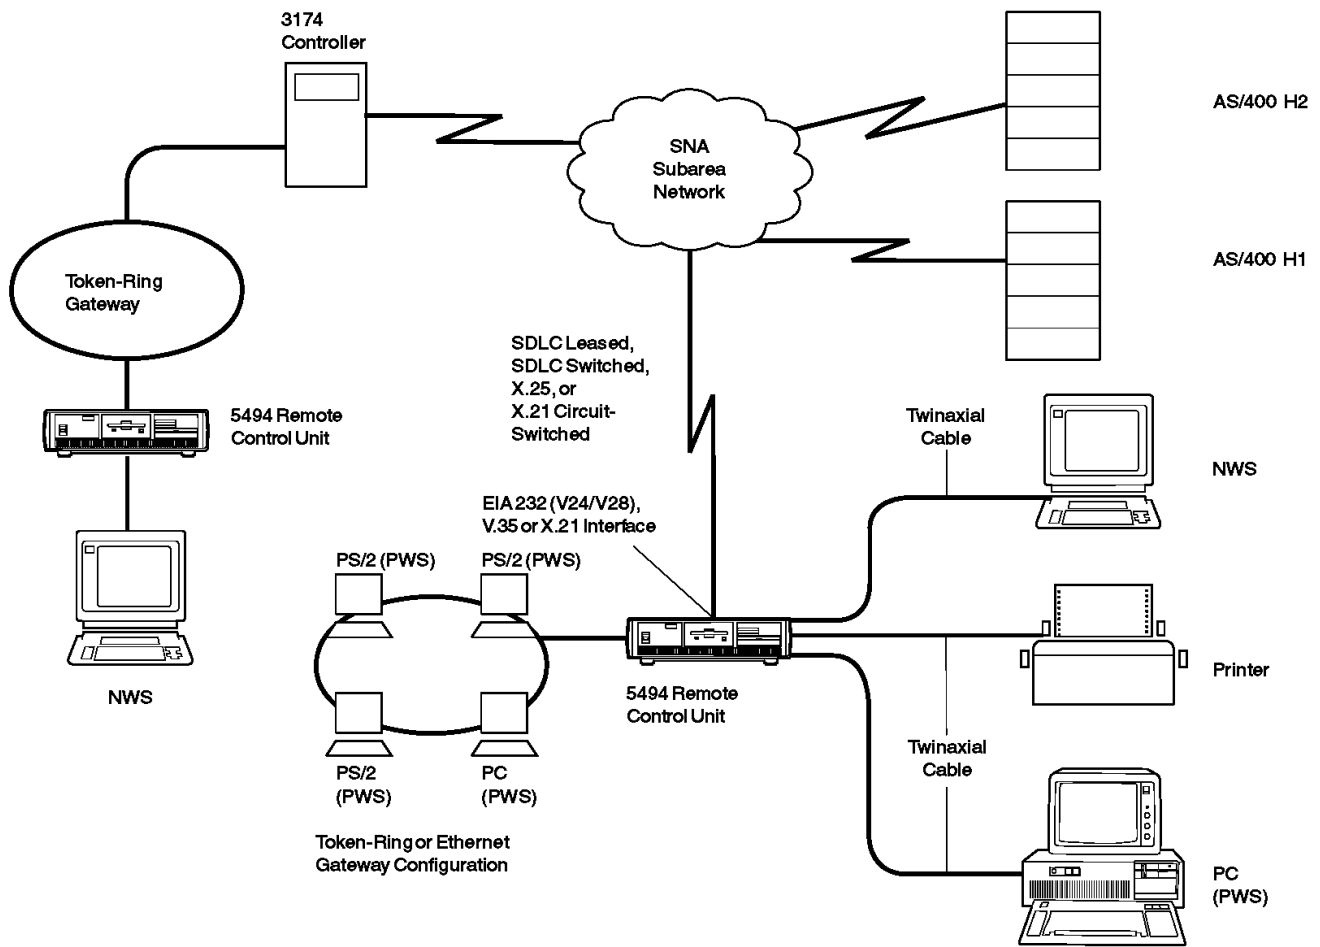 3174
Controller
SNA
Subarea
Network
AS/400 H2
AS/400 H1
Token-Ring
Gateway
SDLC Leased,
SDLC Switched,
X.25, or
X.21 Circuit-
Switched
5494 Remote
Control Unit
Twinaxial
Cable
NWS
EIA 232 (V24/V28),
V.35 or X.21 Interface
PS/2 (PWS)
PS/2 (PWS)
NWS
5494 Remote
Control Unit
Printer
Twinaxial
Cable
PS/2
(PWS)
PC
(PWS)
Token-Ring or Ethernet
Gateway Configuration
PC
(PWS)